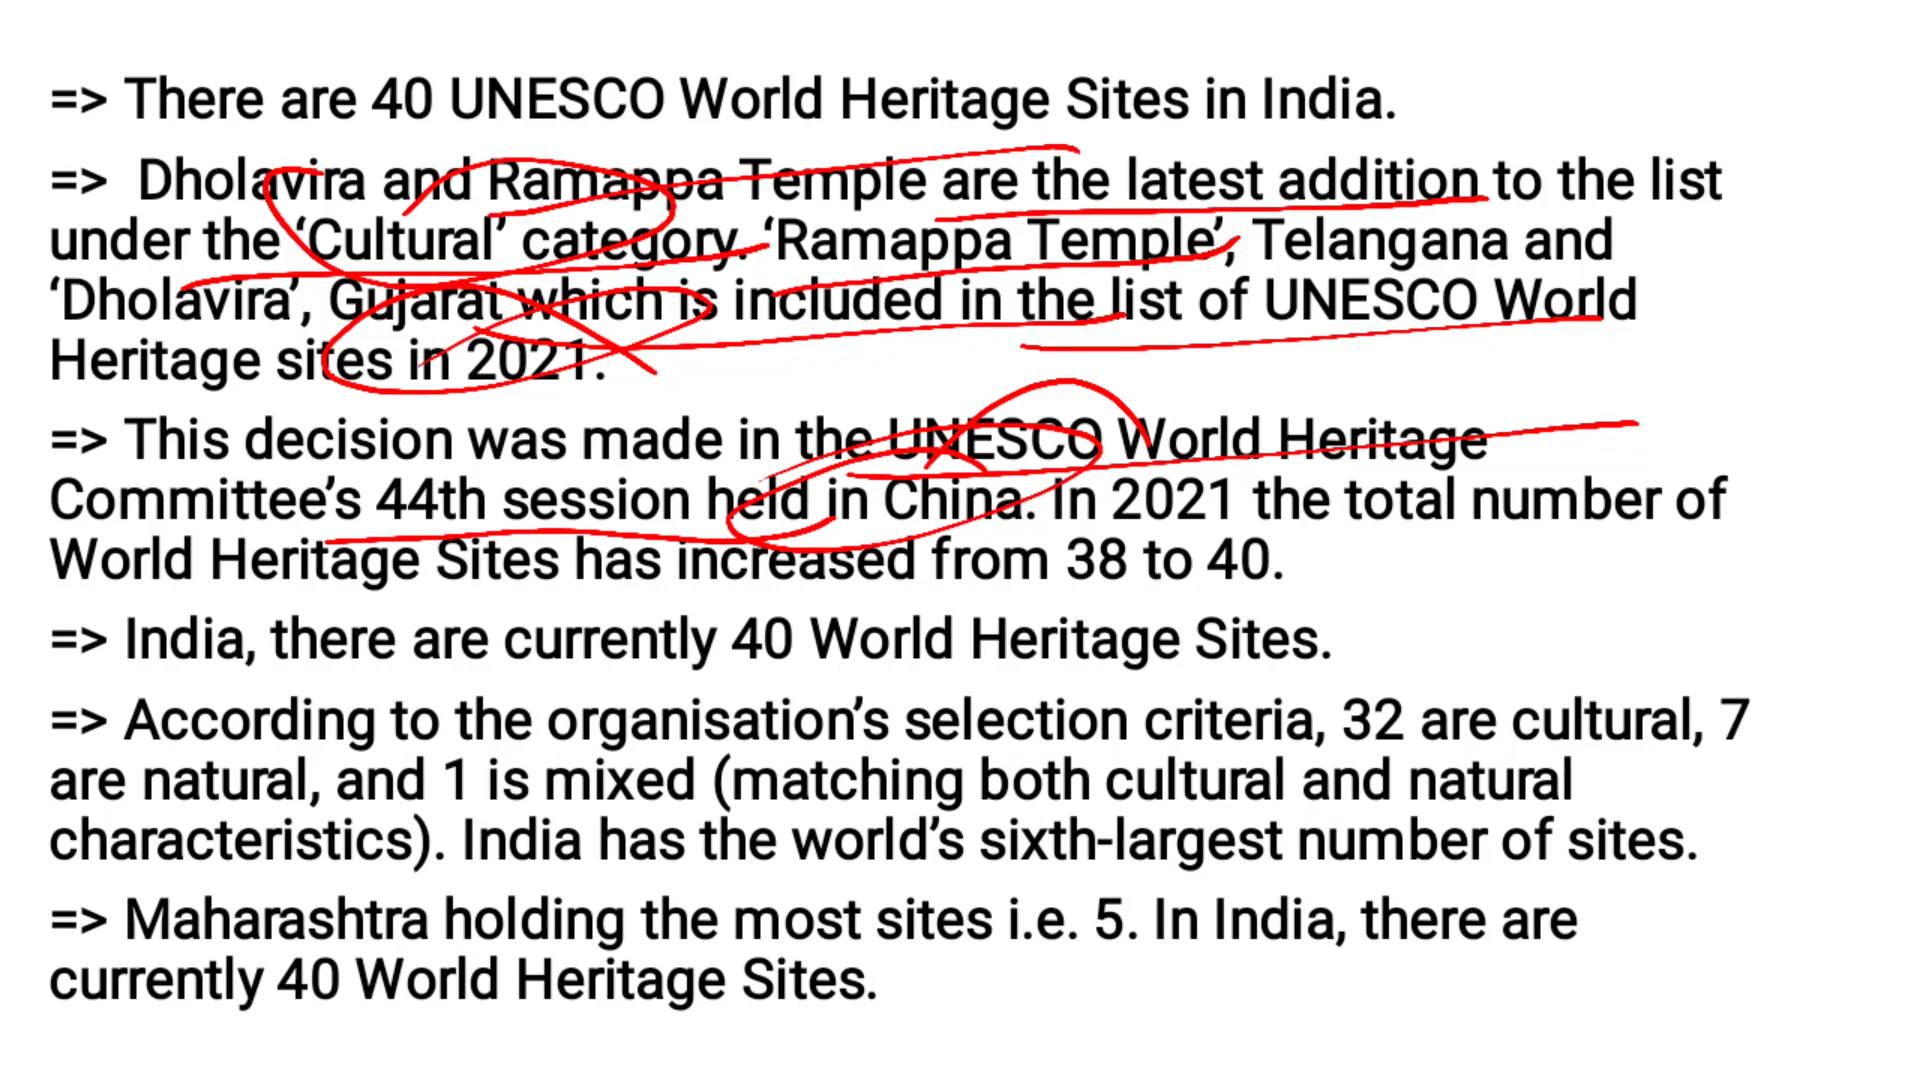 => There are 40 UNESCO World Heritage Sites in India.
=> Dholavira and Ramappa Temple are the latest addition to the list
under the ‘Cultural’ category. ‘Ramappa Temple’, Telangana and
‘Dholavira’, Gujarat which is included in the list of UNESCO World
Heritage sites in 2021.
=> This decision was made in the UNESCO World Heritage
Committee’s 44th session held in China. In 2021 the total number of
World Heritage Sites has increased from 38 to 40.
=> India, there are currently 40 World Heritage Sites.
=> According to the organisation’s selection criteria, 32 are cultural, 7
are natural, and 1 is mixed (matching both cultural and natural
characteristics). India has the world’s sixth-largest number of sites.
=> Maharashtra holding the most sites i.e. 5. In India, there are
currently 40 World Heritage Sites.